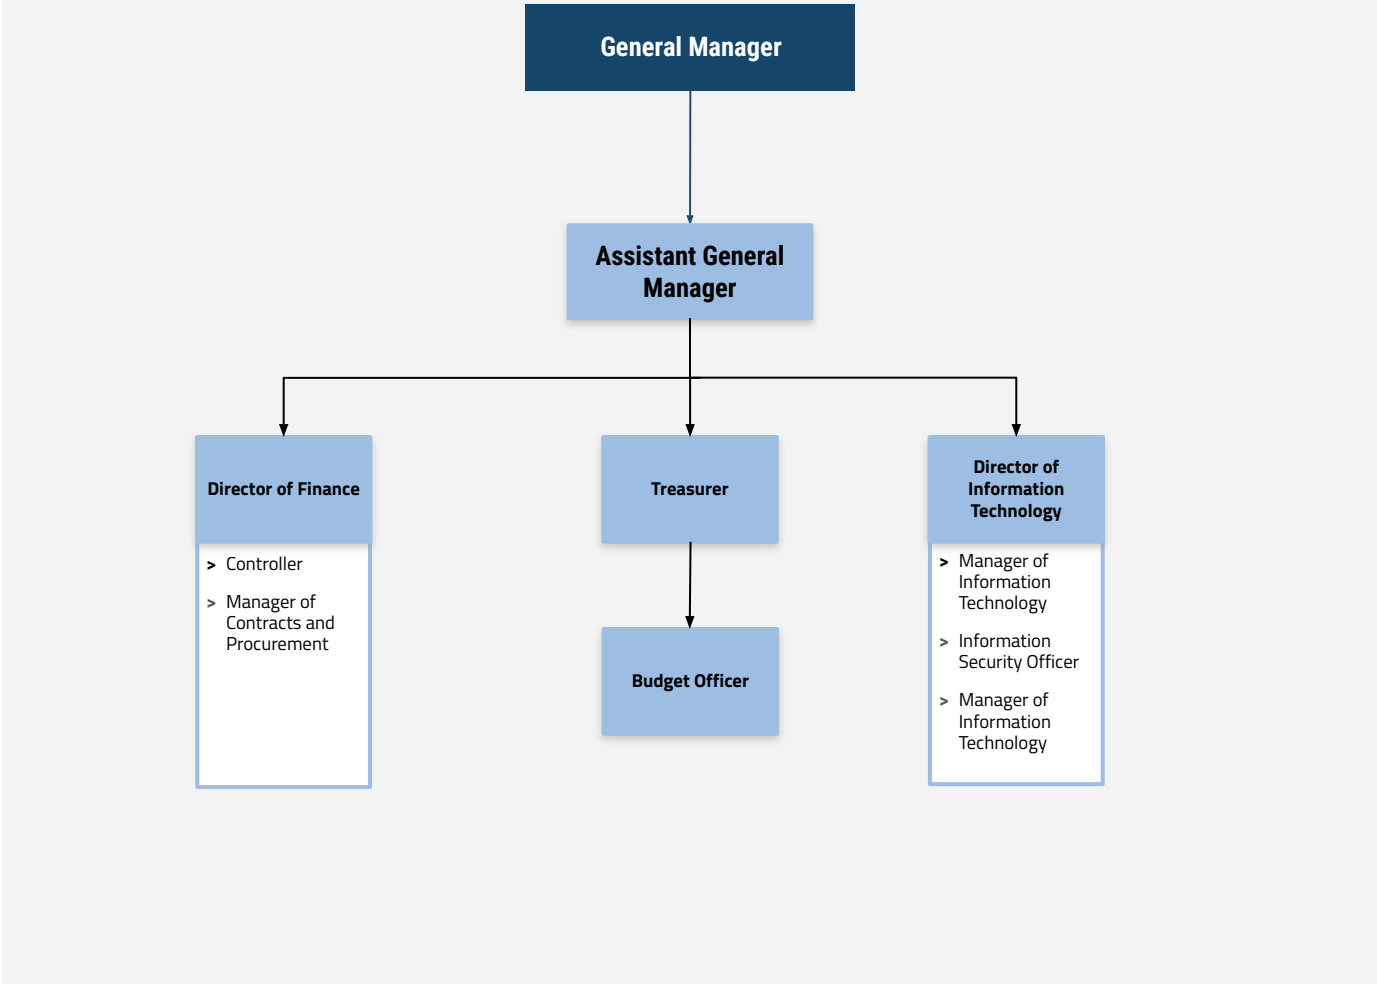 General Manager
Assistant General
Manager
Director of Finance
> Controller
> Manager of
Contracts and
Procurement
Treasurer
Budget Officer
Director of
Information
Technology
> Manager of
Information
Technology
> Information
Security Officer
> Manager of
Information
Technology